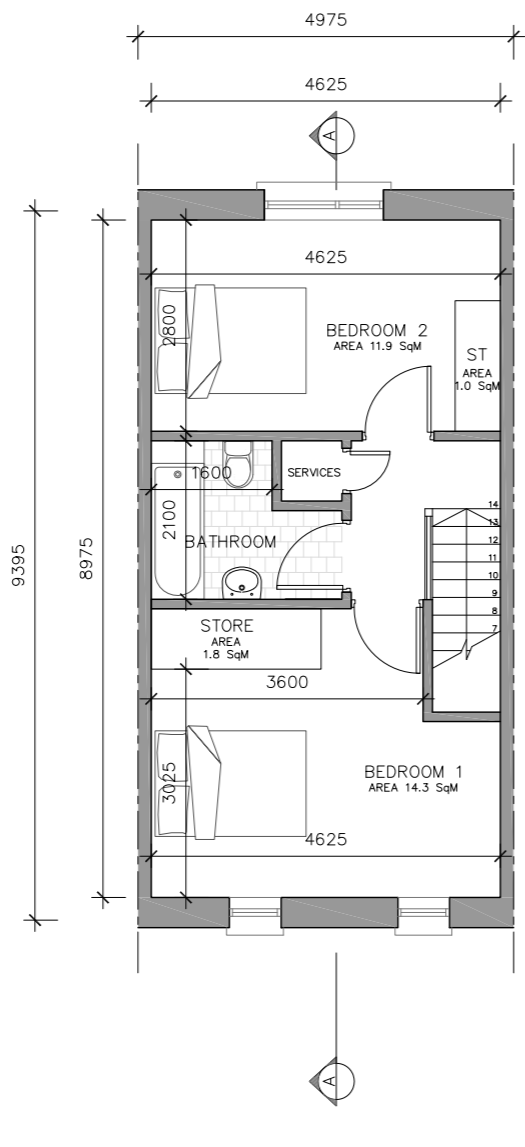 4975
4625
A
4625
2800
BEDROOM 2
AREA 11.9 SqM
ST
AREA
1.0 SqM
SERVICES
1600
2100
BATHROOM
14
13
12
11
10
9
8
7
9395
8975
STORE
AREA
1.8 SqM
3600
3025
BEDROOM 1
AREA 14.3 SqM
4625
A